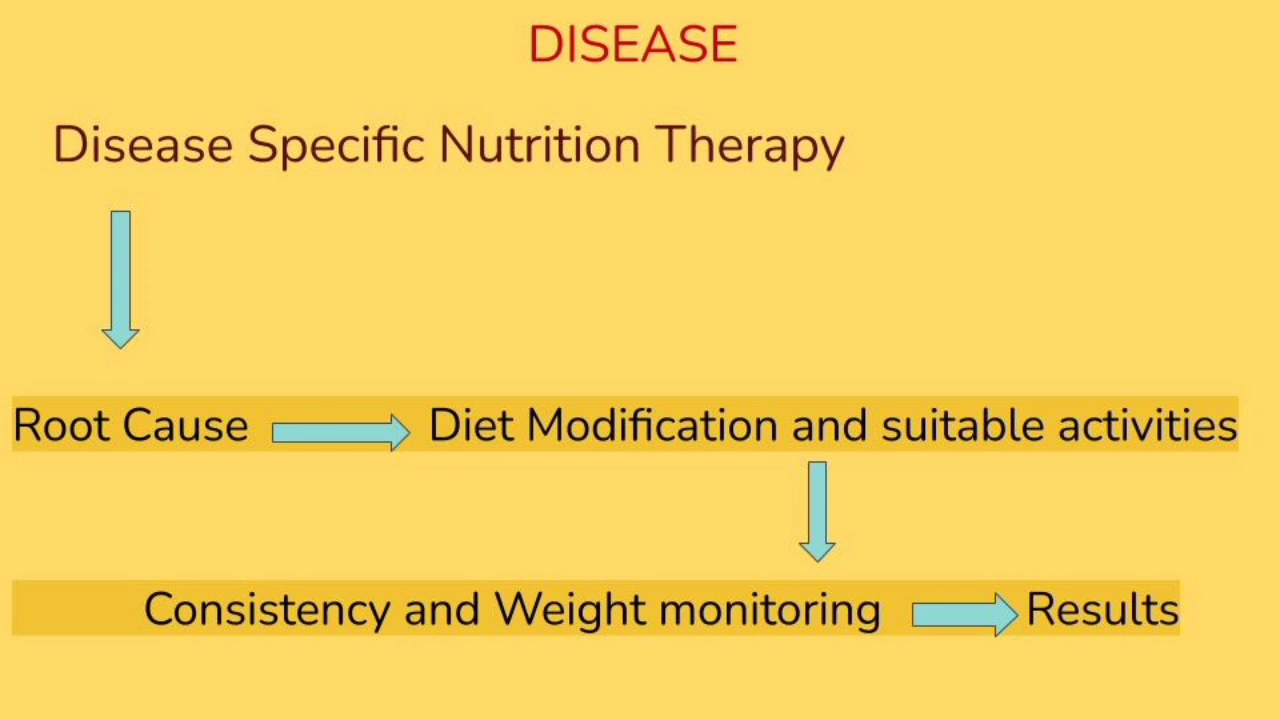 DISEASE
Disease Specific Nutrition Therapy
Root Cause Diet Modification and suitable activities
Consistency and Weight monitoring Results